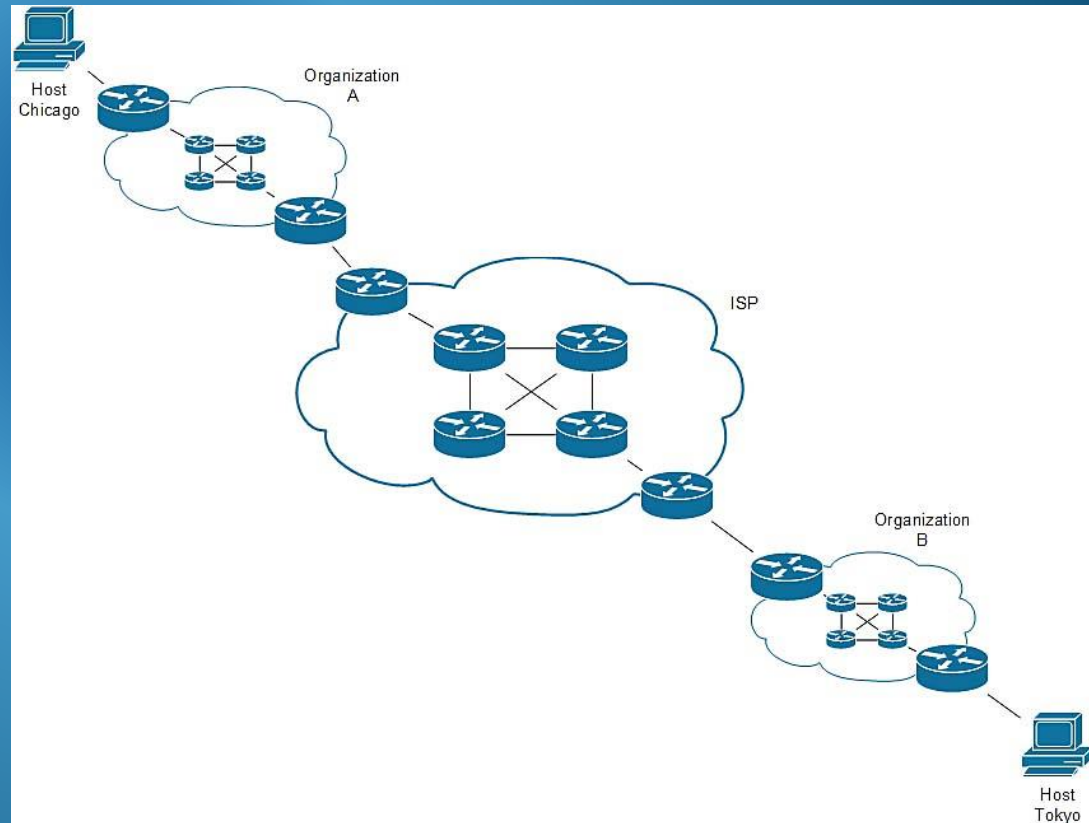 Host
Chicago
Organization
A
ISP
Organization
B
Host
Tokyo